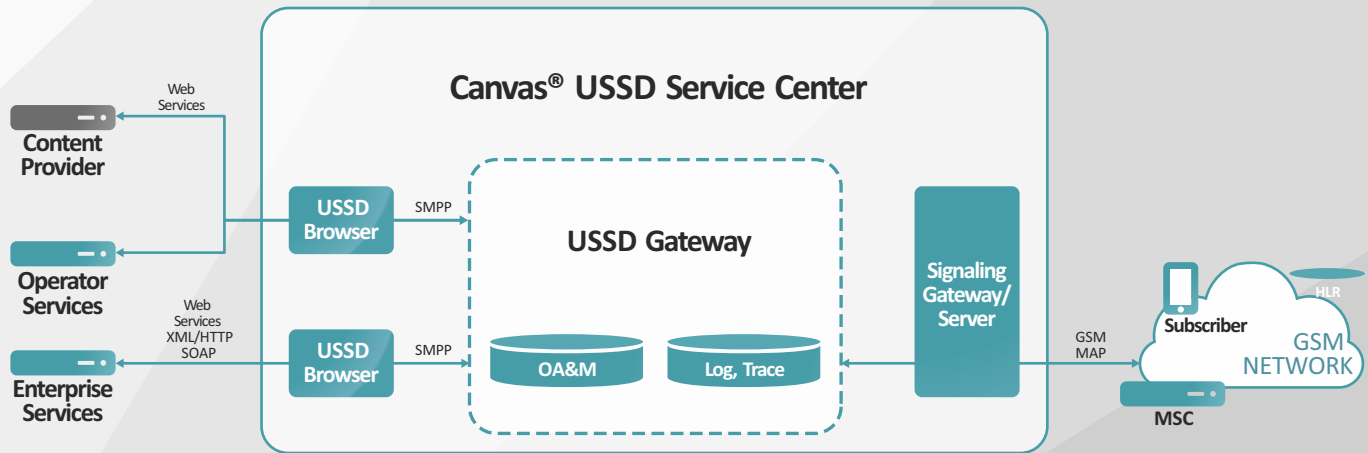 Canvas® USSD Service Center
Web
Services
Content
Provider
Operator
Services
Web
Services
XML/HTTP
SOAP
Enterprise
Services
USSD
Browser
SMPP
USSD
Browser
SMPP
USSD Gateway
OA&M
Log, Trace
Signaling
Gateway/
Server
GSM
MAP
Subscriber
HLR
GSM
NETWORK
MSC